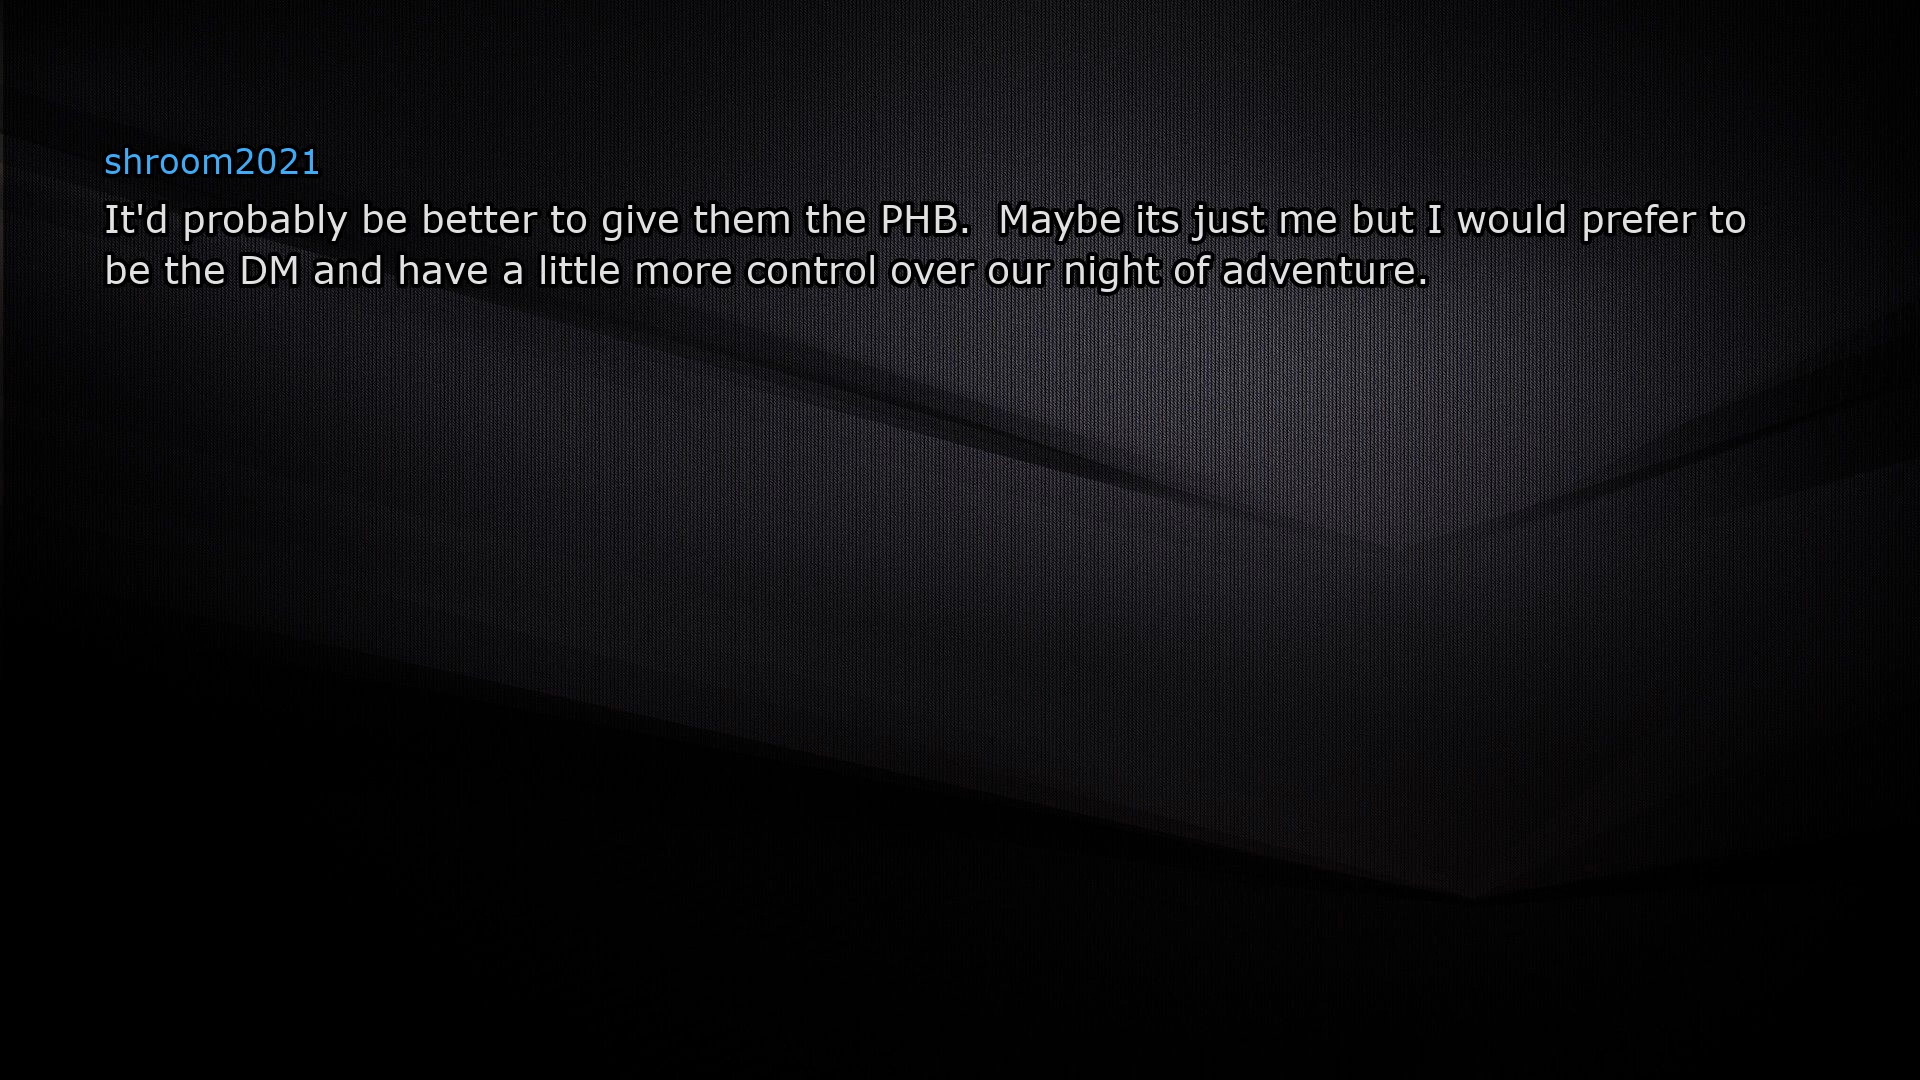 shroom2021
It'd probably be better to give them the PHB.  Maybe its just me but I would prefer to
be the DM and have a little more control over our night of adventure.